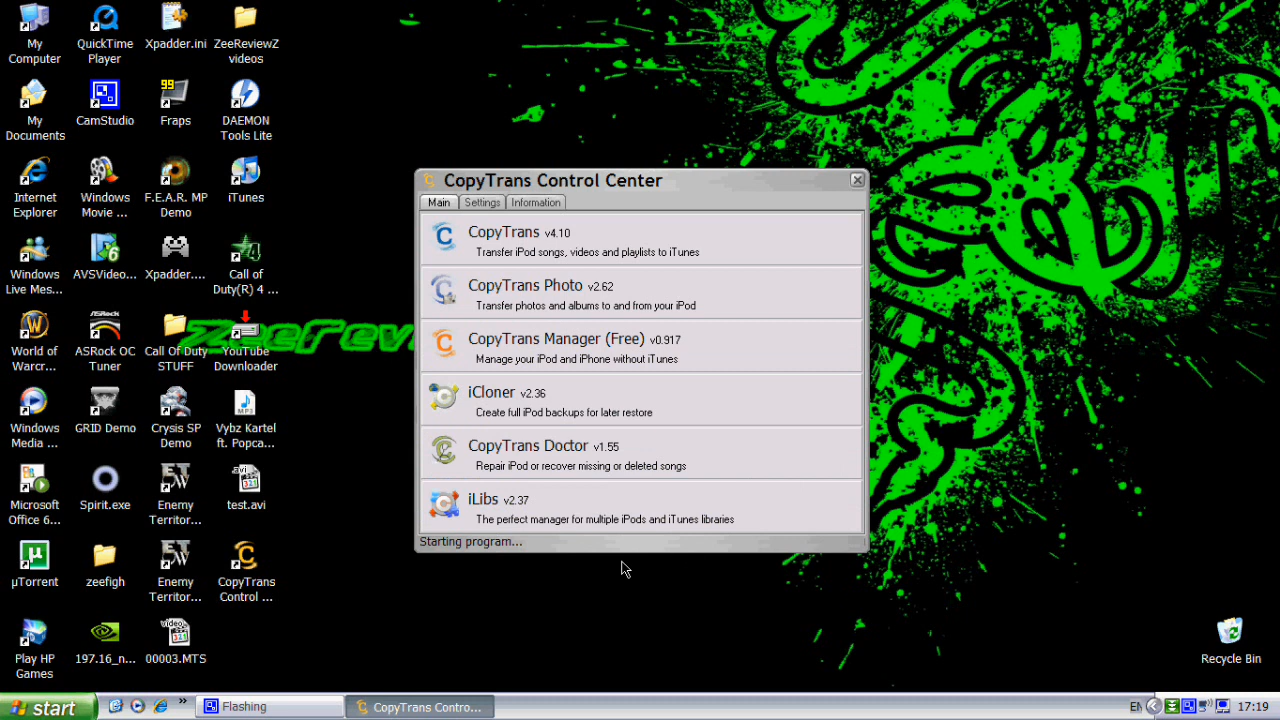 My
Computer
QuickTime
Player
Xpadder.ini
ZeeReviewZ
videos
My
Documents
CamStudio
99
Fraps
DAEMON
Tools Lite
Internet
Explorer
Windows
Movie ...
F.E.A.R. MP
Demo
iTunes
Windows
Live Mes...
AVSVideo...
Xpadder....
Call of
Duty(R) 4 ...
World of
Warcr...
ASRock
ASRock OC
Tuner
Call Of Duty
STUFF
YouTube
Downloader
Windows
Media ...
GRID Demo
Crysis SP
Demo
MP3
Vybz Kartel
ft. Popca...
Microsoft
Office 6...
Spirit.exe
Enemy
Territor...
avi
321
test.avi
µTorrent
zeefigh
Enemy
Territor...
CopyTrans
Control ...
Play HP
Games
197.16_n...
video
321
00003.MTS
CopyTrans Control Center
Main Settings Information
CopyTrans v4.10
Transfer iPod songs, videos and playlists to iTunes
CopyTrans Photo v2.62
Transfer photos and albums to and from your iPod
CopyTrans Manager (Free) v0.917
Manage your iPod and iPhone without iTunes
iCloner v2.36
Create full iPod backups for later restore
CopyTrans Doctor v1.55
Repair iPod or recover missing or deleted songs
iLibs v2.37
The perfect manager for multiple iPods and iTunes libraries
Starting program...
Recycle Bin
start
Flashing
CopyTrans Contro...
EN
17:19